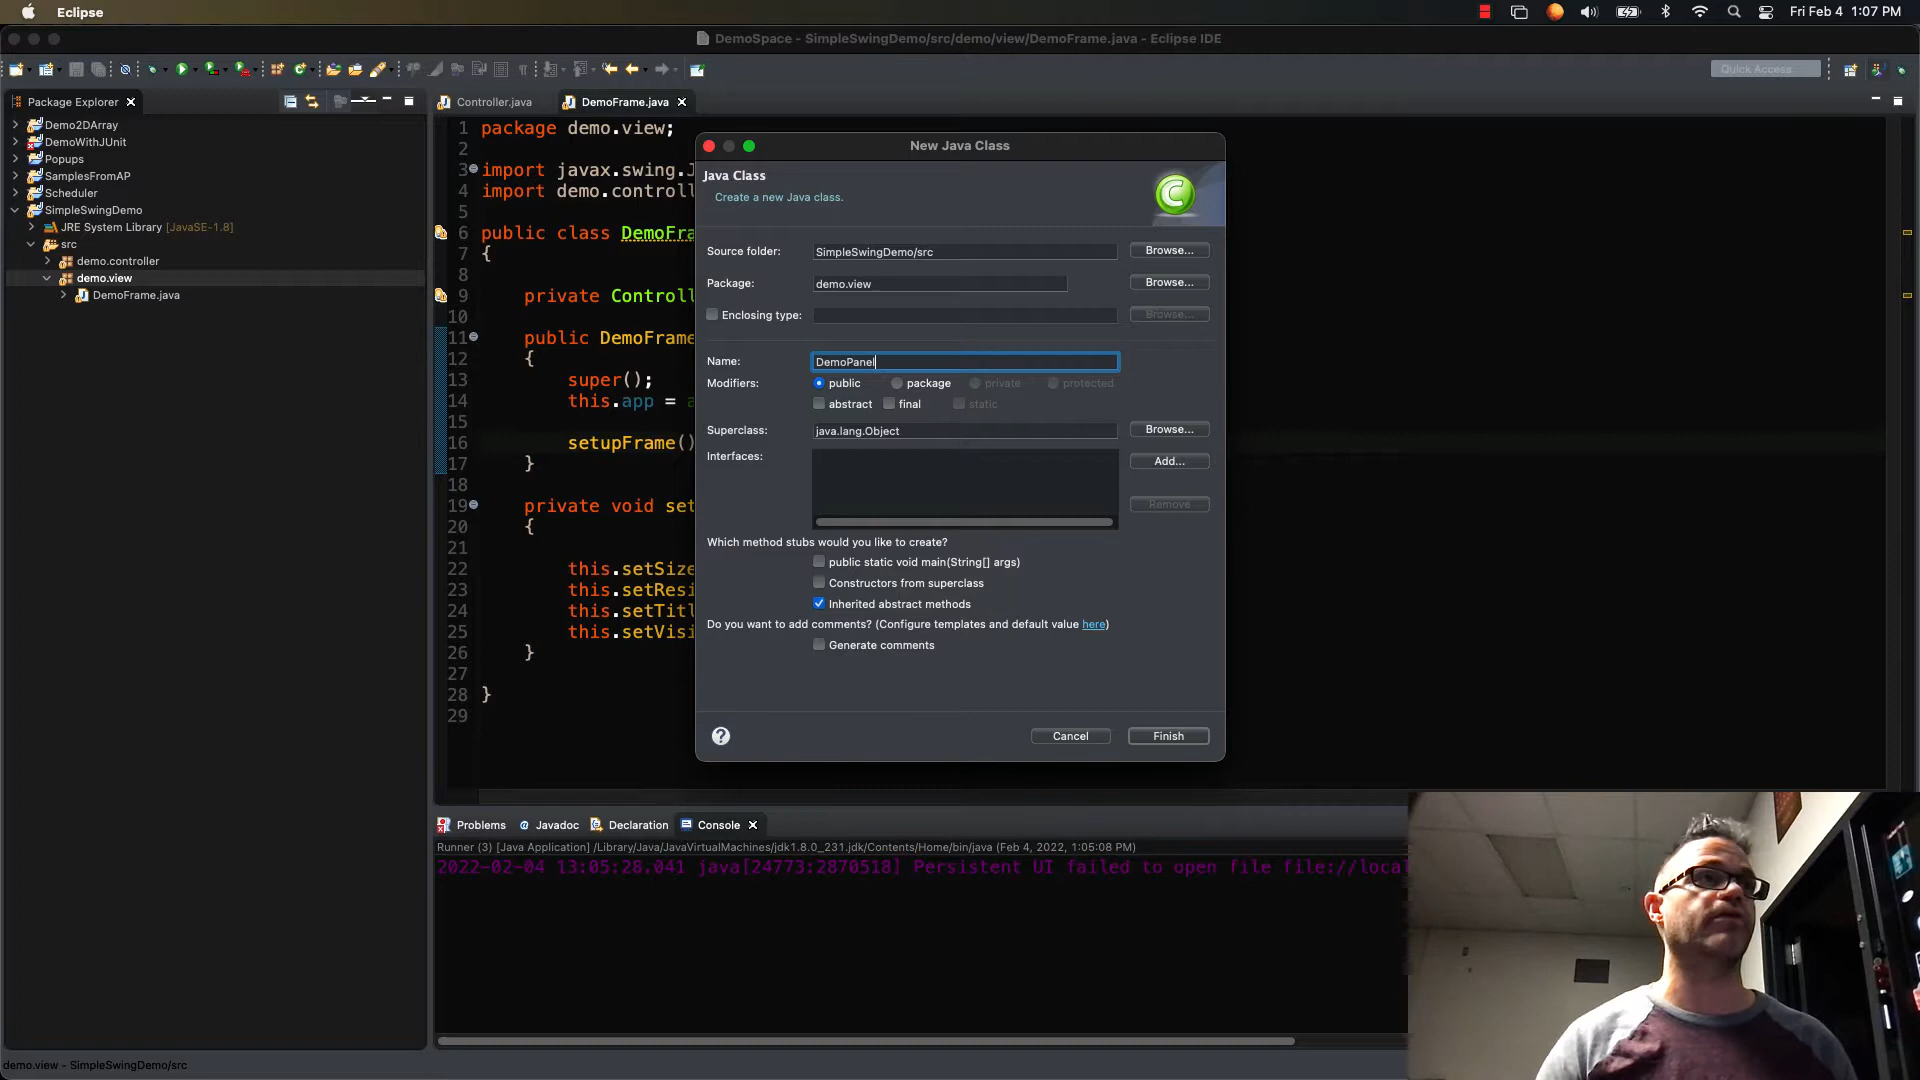 Eclipse
Fri Feb 4 1:07 PM
DemoSpace - SimpleSwingDemo/src/demo/view/DemoFrame.java - Eclipse IDE
Quick Access
Package Explorer
Controller.java
DemoFrame.java
Demo2DArray
DemoWithJUnit
Popups
SamplesFromAP
Scheduler
SimpleSwingDemo
JRE System Library [JavaSE-1.8]
src
demo.controller
demo.view
DemoFrame.java
1 package demo.view;
2
3 import javax.swing.J
4 import demo.controll
5
6 public class DemoFra
7 {
8
9 private Controll
10
11 public DemoFrame
12 {
13 super();
14 this.app = a
15
16 setupFrame()
17 }
18
19 private void set
20 {
21
22 this.setSize
23 this.setResi
24 this.setTitl
25 this.setVisi
26 }
27
28 }
29
New Java Class
Java Class
Create a new Java class.
C
Source folder: SimpleSwingDemo/src Browse...
Package: demo.view Browse...
Enclosing type: Browse...
Name: DemoPanel
Modifiers: public package private protected
abstract final static
Superclass: java.lang.Object Browse...
Interfaces: Add...
Remove
Which method stubs would you like to create?
public static void main(String[] args)
Constructors from superclass
Inherited abstract methods
Do you want to add comments? (Configure templates and default value here)
Generate comments
?
Cancel Finish
Problems @ Javadoc Declaration Console
Runner (3) [Java Application] /Library/Java/JavaVirtualMachines/jdk1.8.0_231.jdk/Contents/Home/bin/java (Feb 4, 2022, 1:05:08 PM)
2022-02-04 13:05:28.041 java[24773:2870518] Persistent UI failed to open file file://local
demo.view - SimpleSwingDemo/src